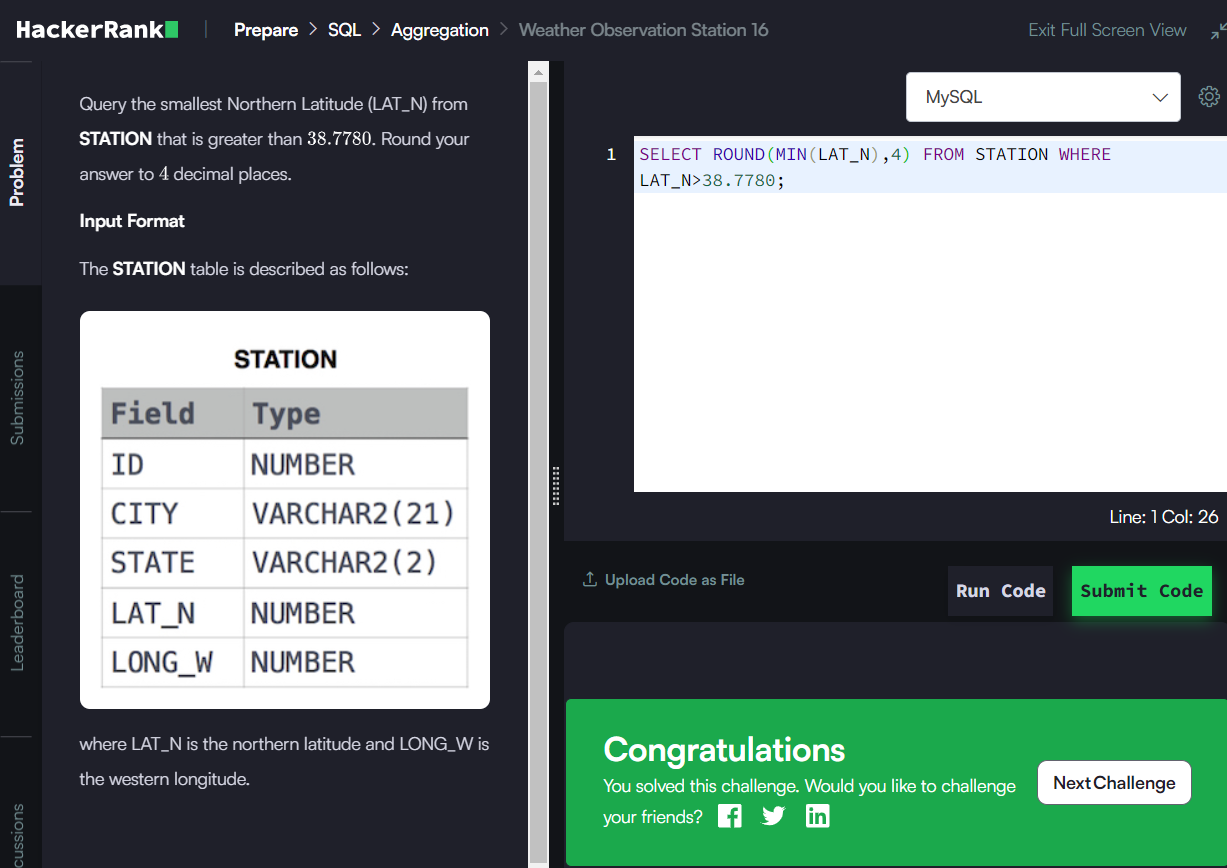 HackerRank
Prepare > SQL > Aggregation > Weather Observation Station 16
Exit Full Screen View
Problem
Submissions
Leaderboard
cussions
Query the smallest Northern Latitude (LAT_N) from
STATION that is greater than 38.7780. Round your
answer to 4 decimal places.
Input Format
The STATION table is described as follows:
STATION
Field Type
ID NUMBER
CITY VARCHAR2(21)
STATE VARCHAR2(2)
LAT_N NUMBER
LONG_W NUMBER
where LAT_N is the northern latitude and LONG_W is
the western longitude.
MySQL
1 SELECT ROUND(MIN(LAT_N),4) FROM STATION WHERE
LAT_N>38.7780;
Line: 1 Col: 26
Upload Code as File
Run Code
Submit Code
Congratulations
You solved this challenge. Would you like to challenge
your friends?
Next Challenge